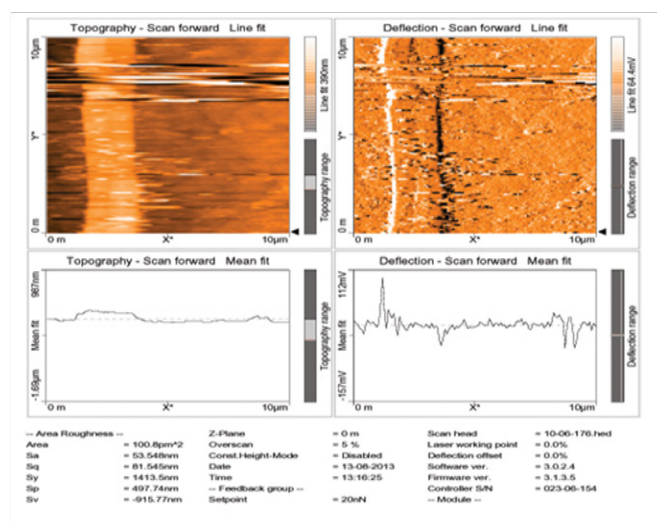 Topography - Scan forward Line fit
10µm
Y*
0 m
0 m X* 10µm
Line fit 390nm
Topography range
Deflection - Scan forward Line fit
10µm
Y*
0 m
0 m X* 10µm
Line fit 64.4mV
Deflection range
Topography - Scan forward Mean fit
967nm
Mean fit
-1.69µm
0 m X* 10µm
Topography range
Deflection - Scan forward Mean fit
112mV
Mean fit
-157mV
0 m X* 10µm
Deflection range
-- Area Roughness -- Z-Plane = 0 m Scan head = 10-06-176.hed
Area = 100.8pm^2 Overscan = 5 % Laser working point = 0.0%
Sa = 53.548nm Const.Height-Mode = Disabled Deflection offset = 0.0%
Sq = 81.545nm Date = 13-08-2013 Software ver. = 3.0.2.4
Sy = 1413.5nm Time = 13:16:25 Firmware ver. = 3.1.3.5
Sp = 497.74nm -- Feedback group -- Controller S/N = 023-06-154
Sv = -915.77nm Setpoint = 20nN -- Module --